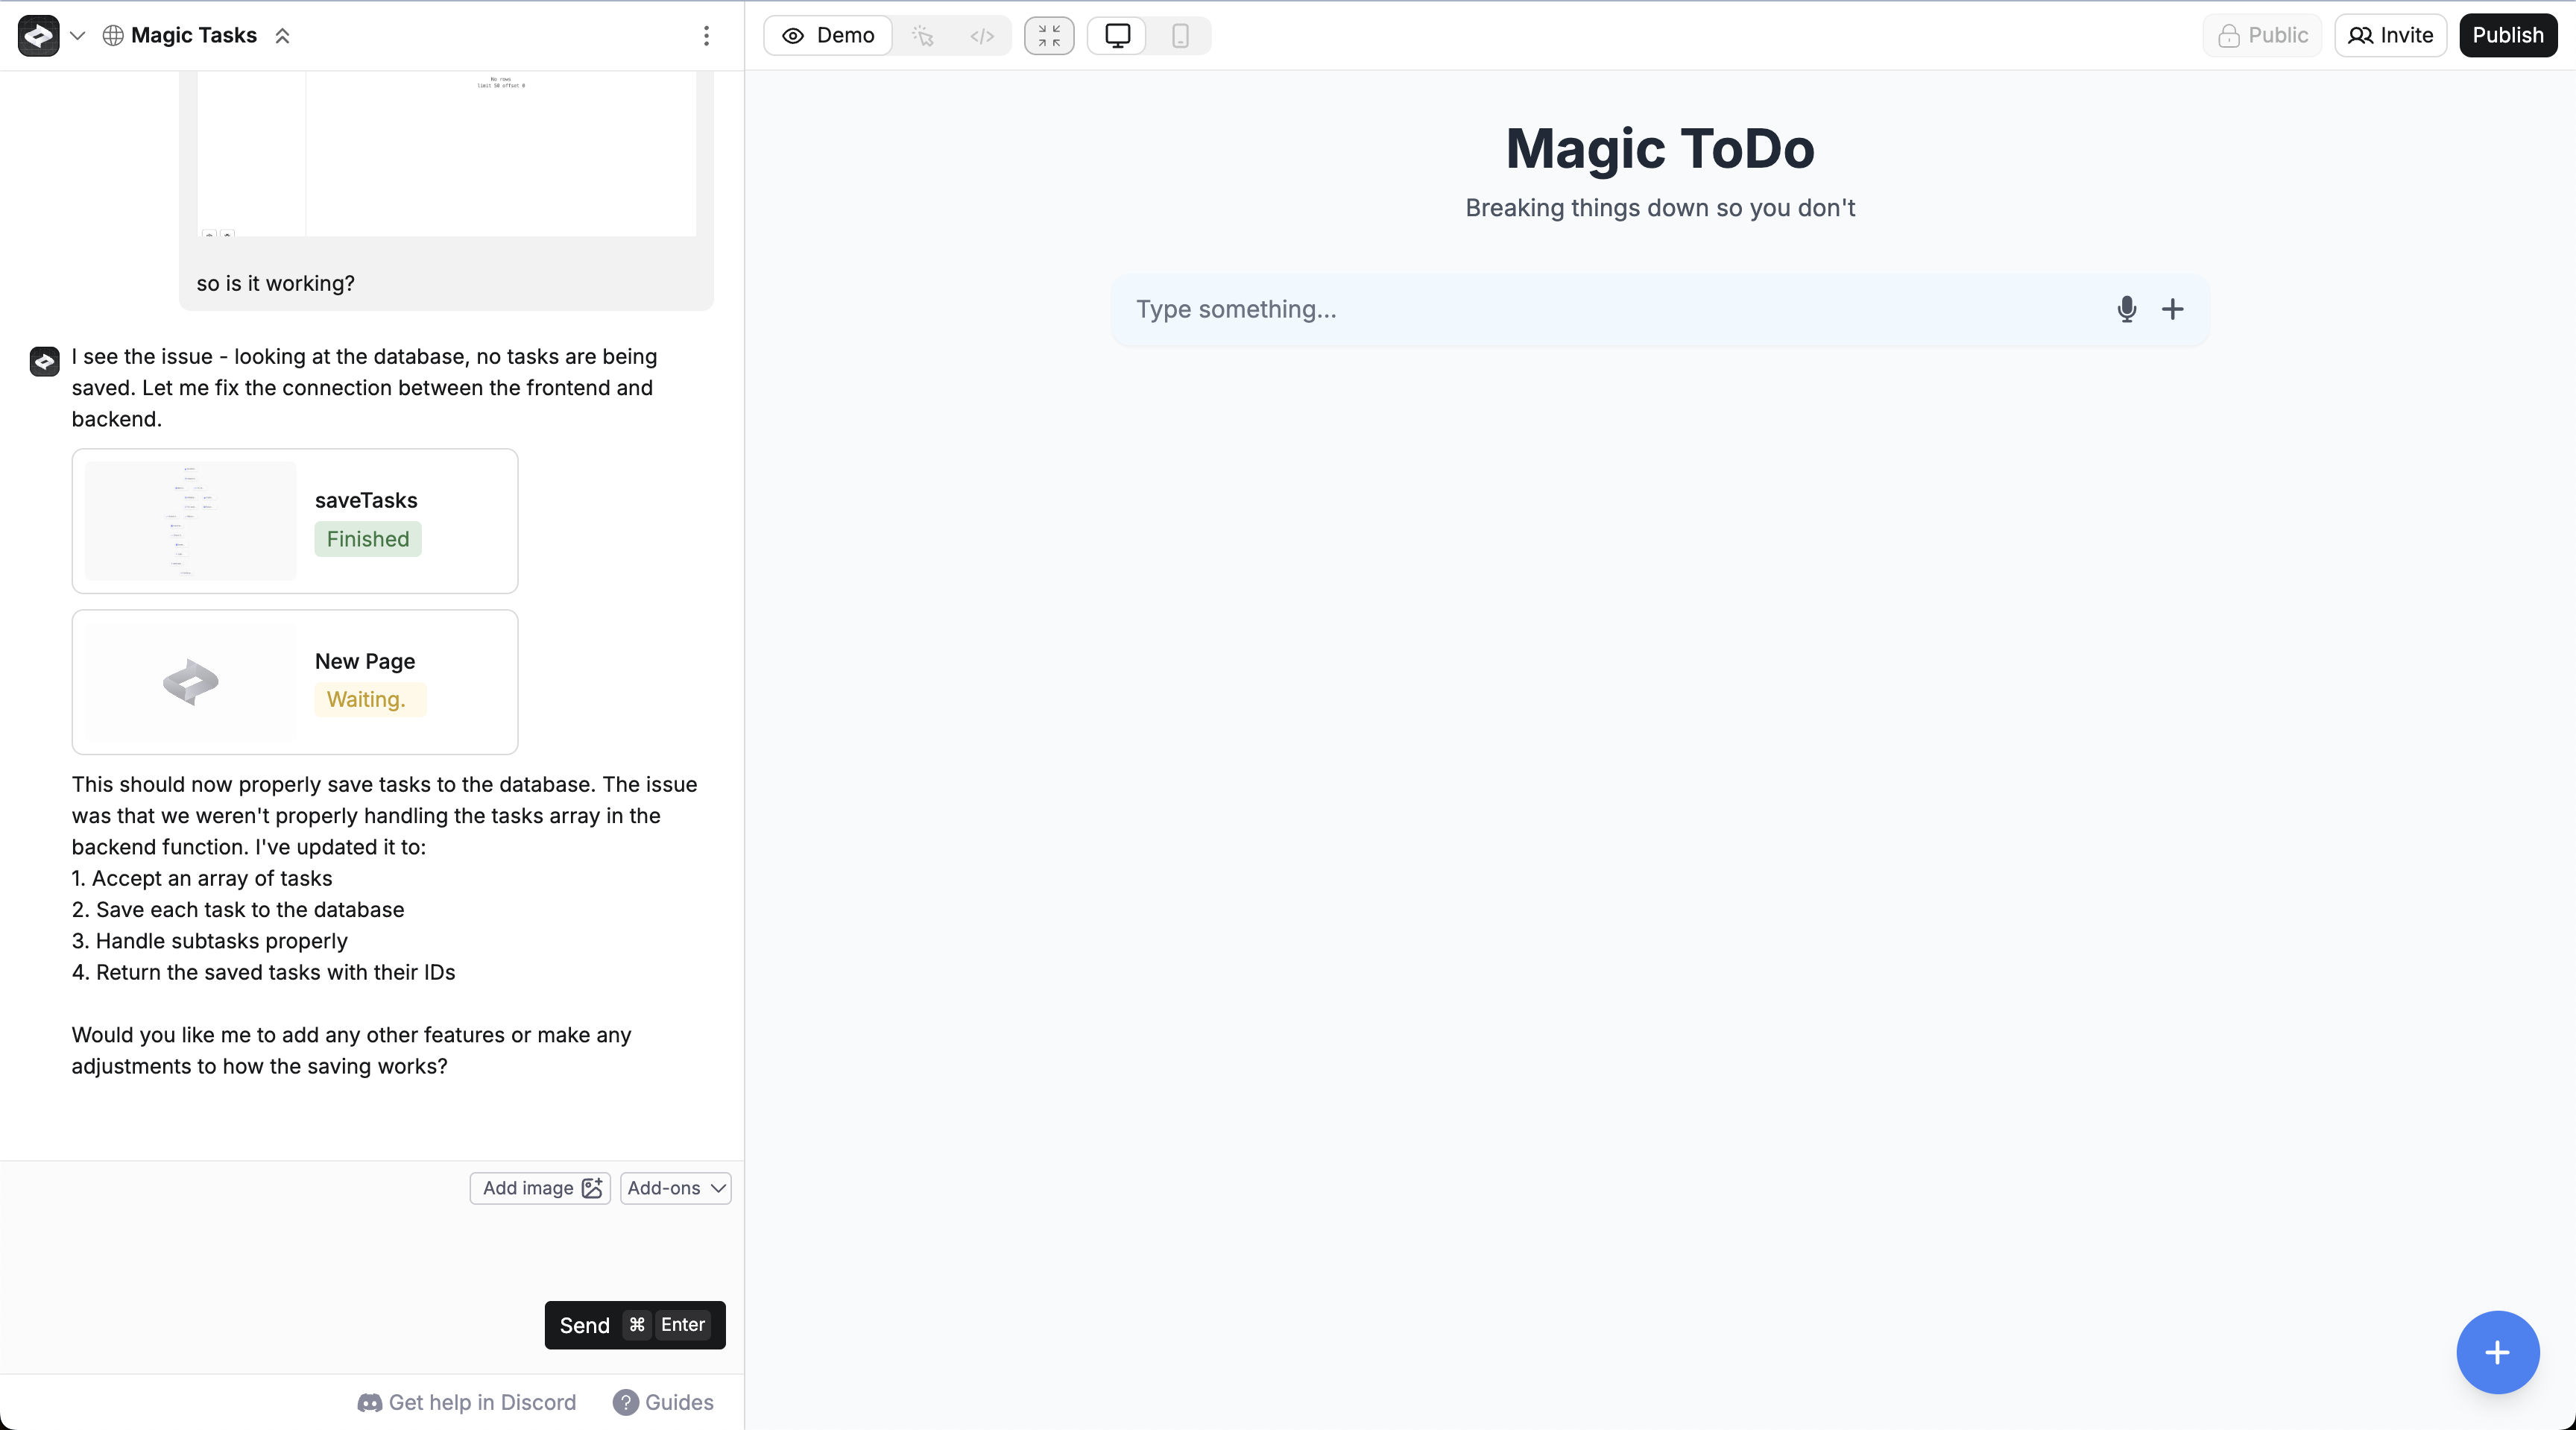 Magic Tasks
Demo
Public
Invite
Publish
No rows
limit 50 offset 0
so is it working?
I see the issue - looking at the database, no tasks are being
saved. Let me fix the connection between the frontend and
backend.
saveTasks
Finished
New Page
Waiting.
This should now properly save tasks to the database. The issue
was that we weren't properly handling the tasks array in the
backend function. I've updated it to:
1. Accept an array of tasks
2. Save each task to the database
3. Handle subtasks properly
4. Return the saved tasks with their IDs
Would you like me to add any other features or make any
adjustments to how the saving works?
Add image
Add-ons
Send ⌘ Enter
Get help in Discord
? Guides
Magic ToDo
Breaking things down so you don't
Type something...